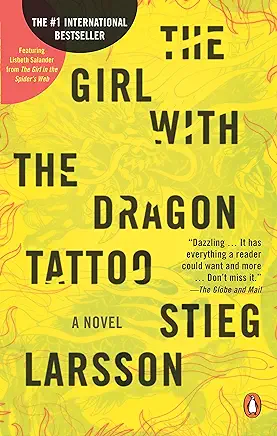 THE #1 INTERNATIONAL
BESTSELLER
Featuring
Lisbeth Salander
from The Girl in the
Spider's Web
THE
GIRL
WITH
THE
DRAGON
TATTOO
"Dazzling ... It has
everything a reader
could want and more
... Don't miss it."
—The Globe and Mail
A NOVEL
STIEG
LARSSON